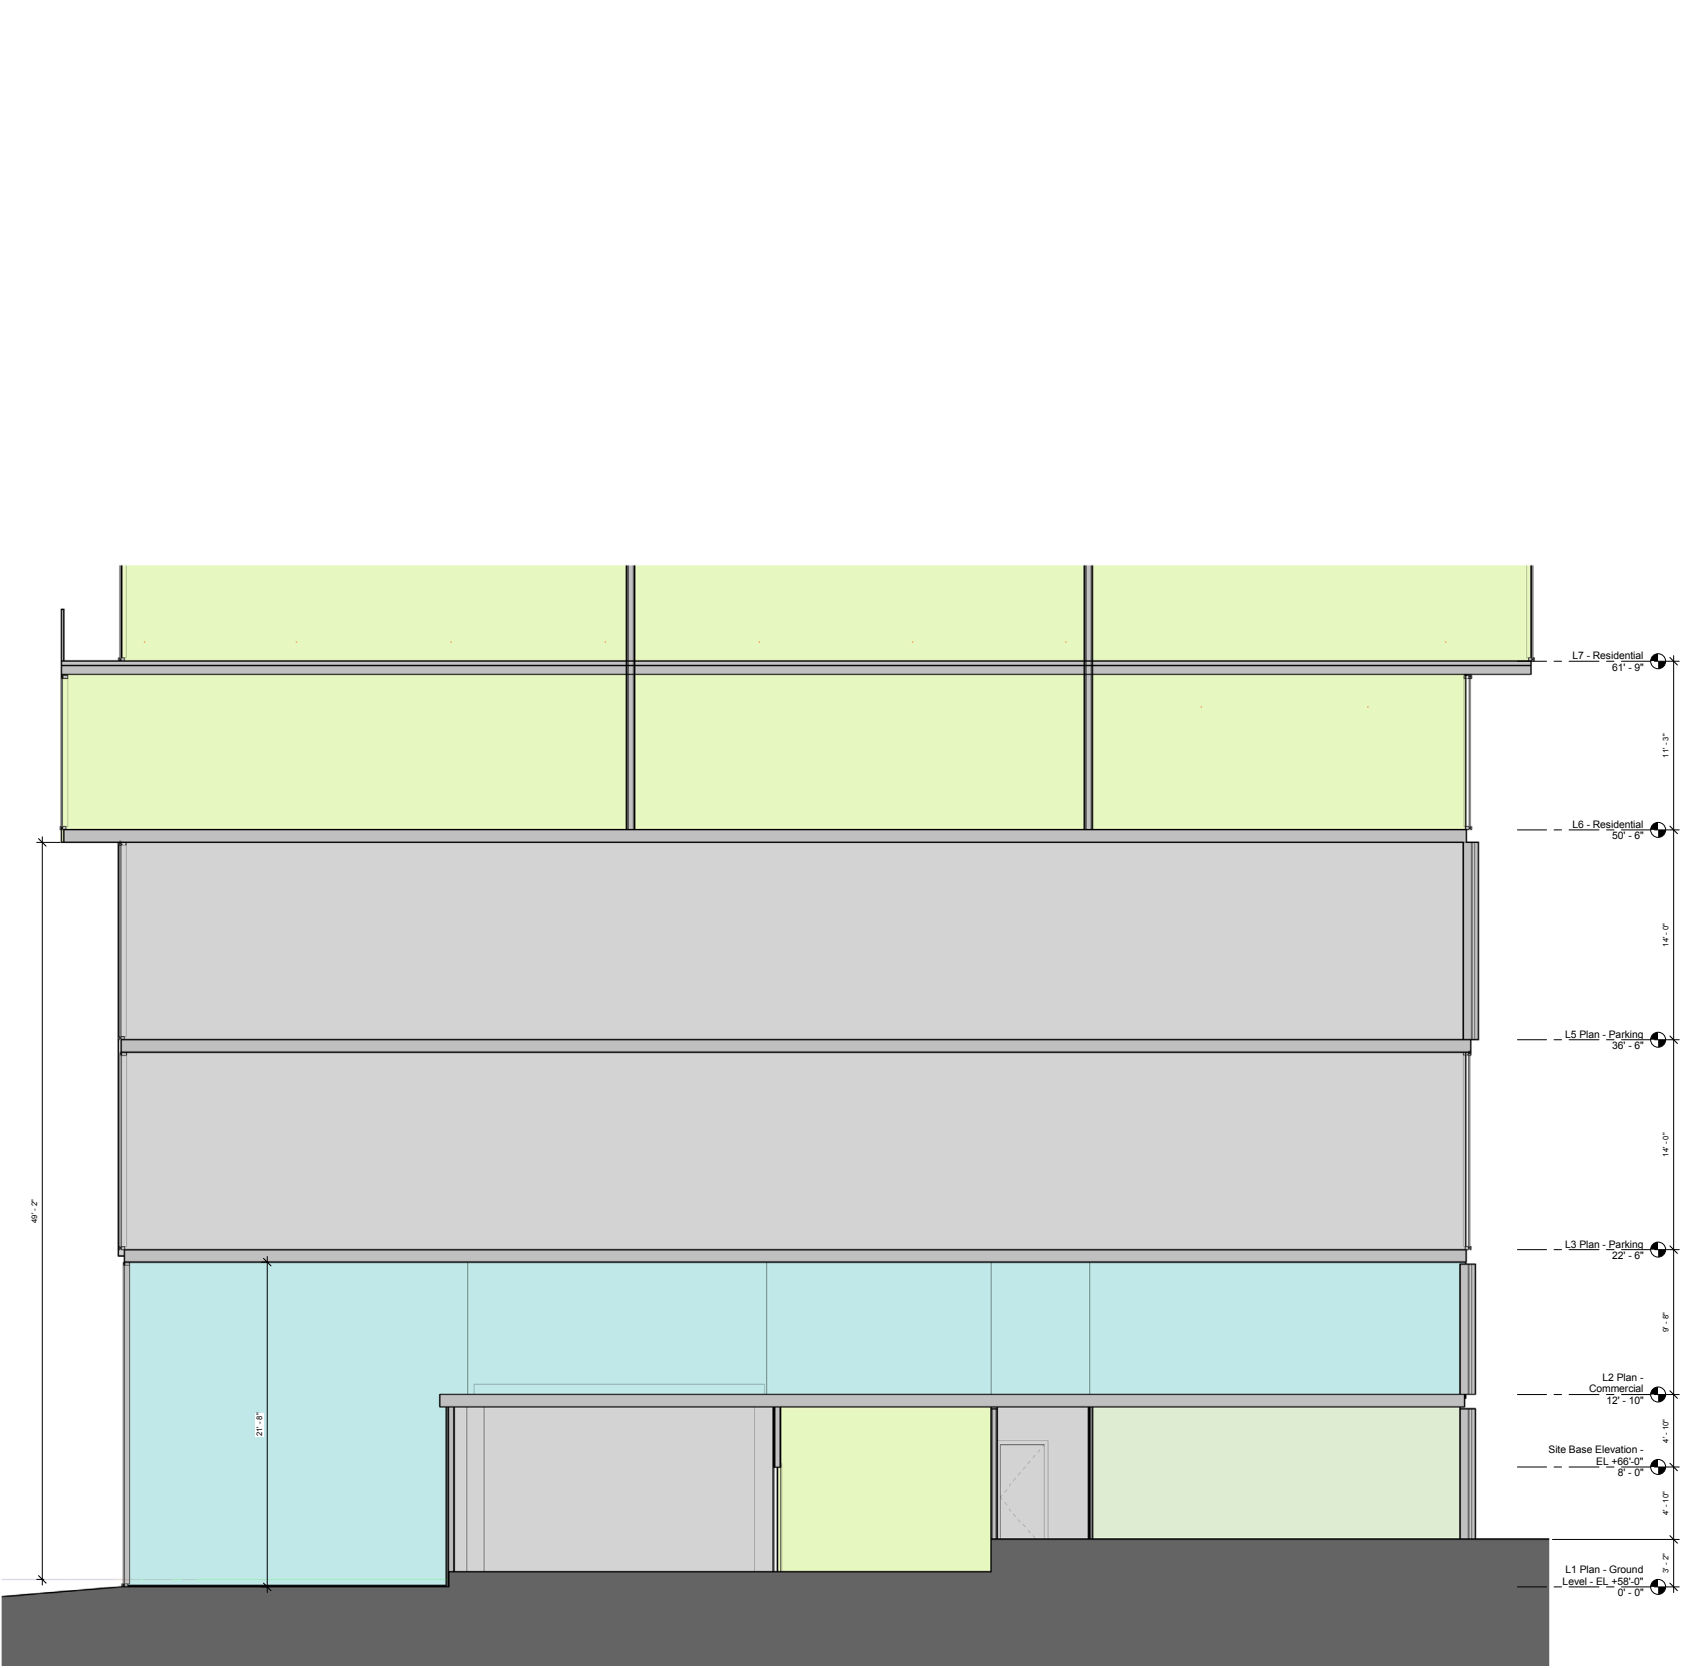 L7 - Residential
61' - 9"
11' - 3"
L6 - Residential
50' - 6"
14' - 0"
L5 Plan - Parking
36' - 6"
14' - 0"
49' - 2"
L3 Plan - Parking
22' - 6"
9' - 8"
L2 Plan -
Commercial
12' - 10"
21' - 8"
4' - 10"
Site Base Elevation -
EL +66'-0"
8' - 0"
4' - 10"
3' - 2"
L1 Plan - Ground
Level - EL +58'-0"
0' - 0"